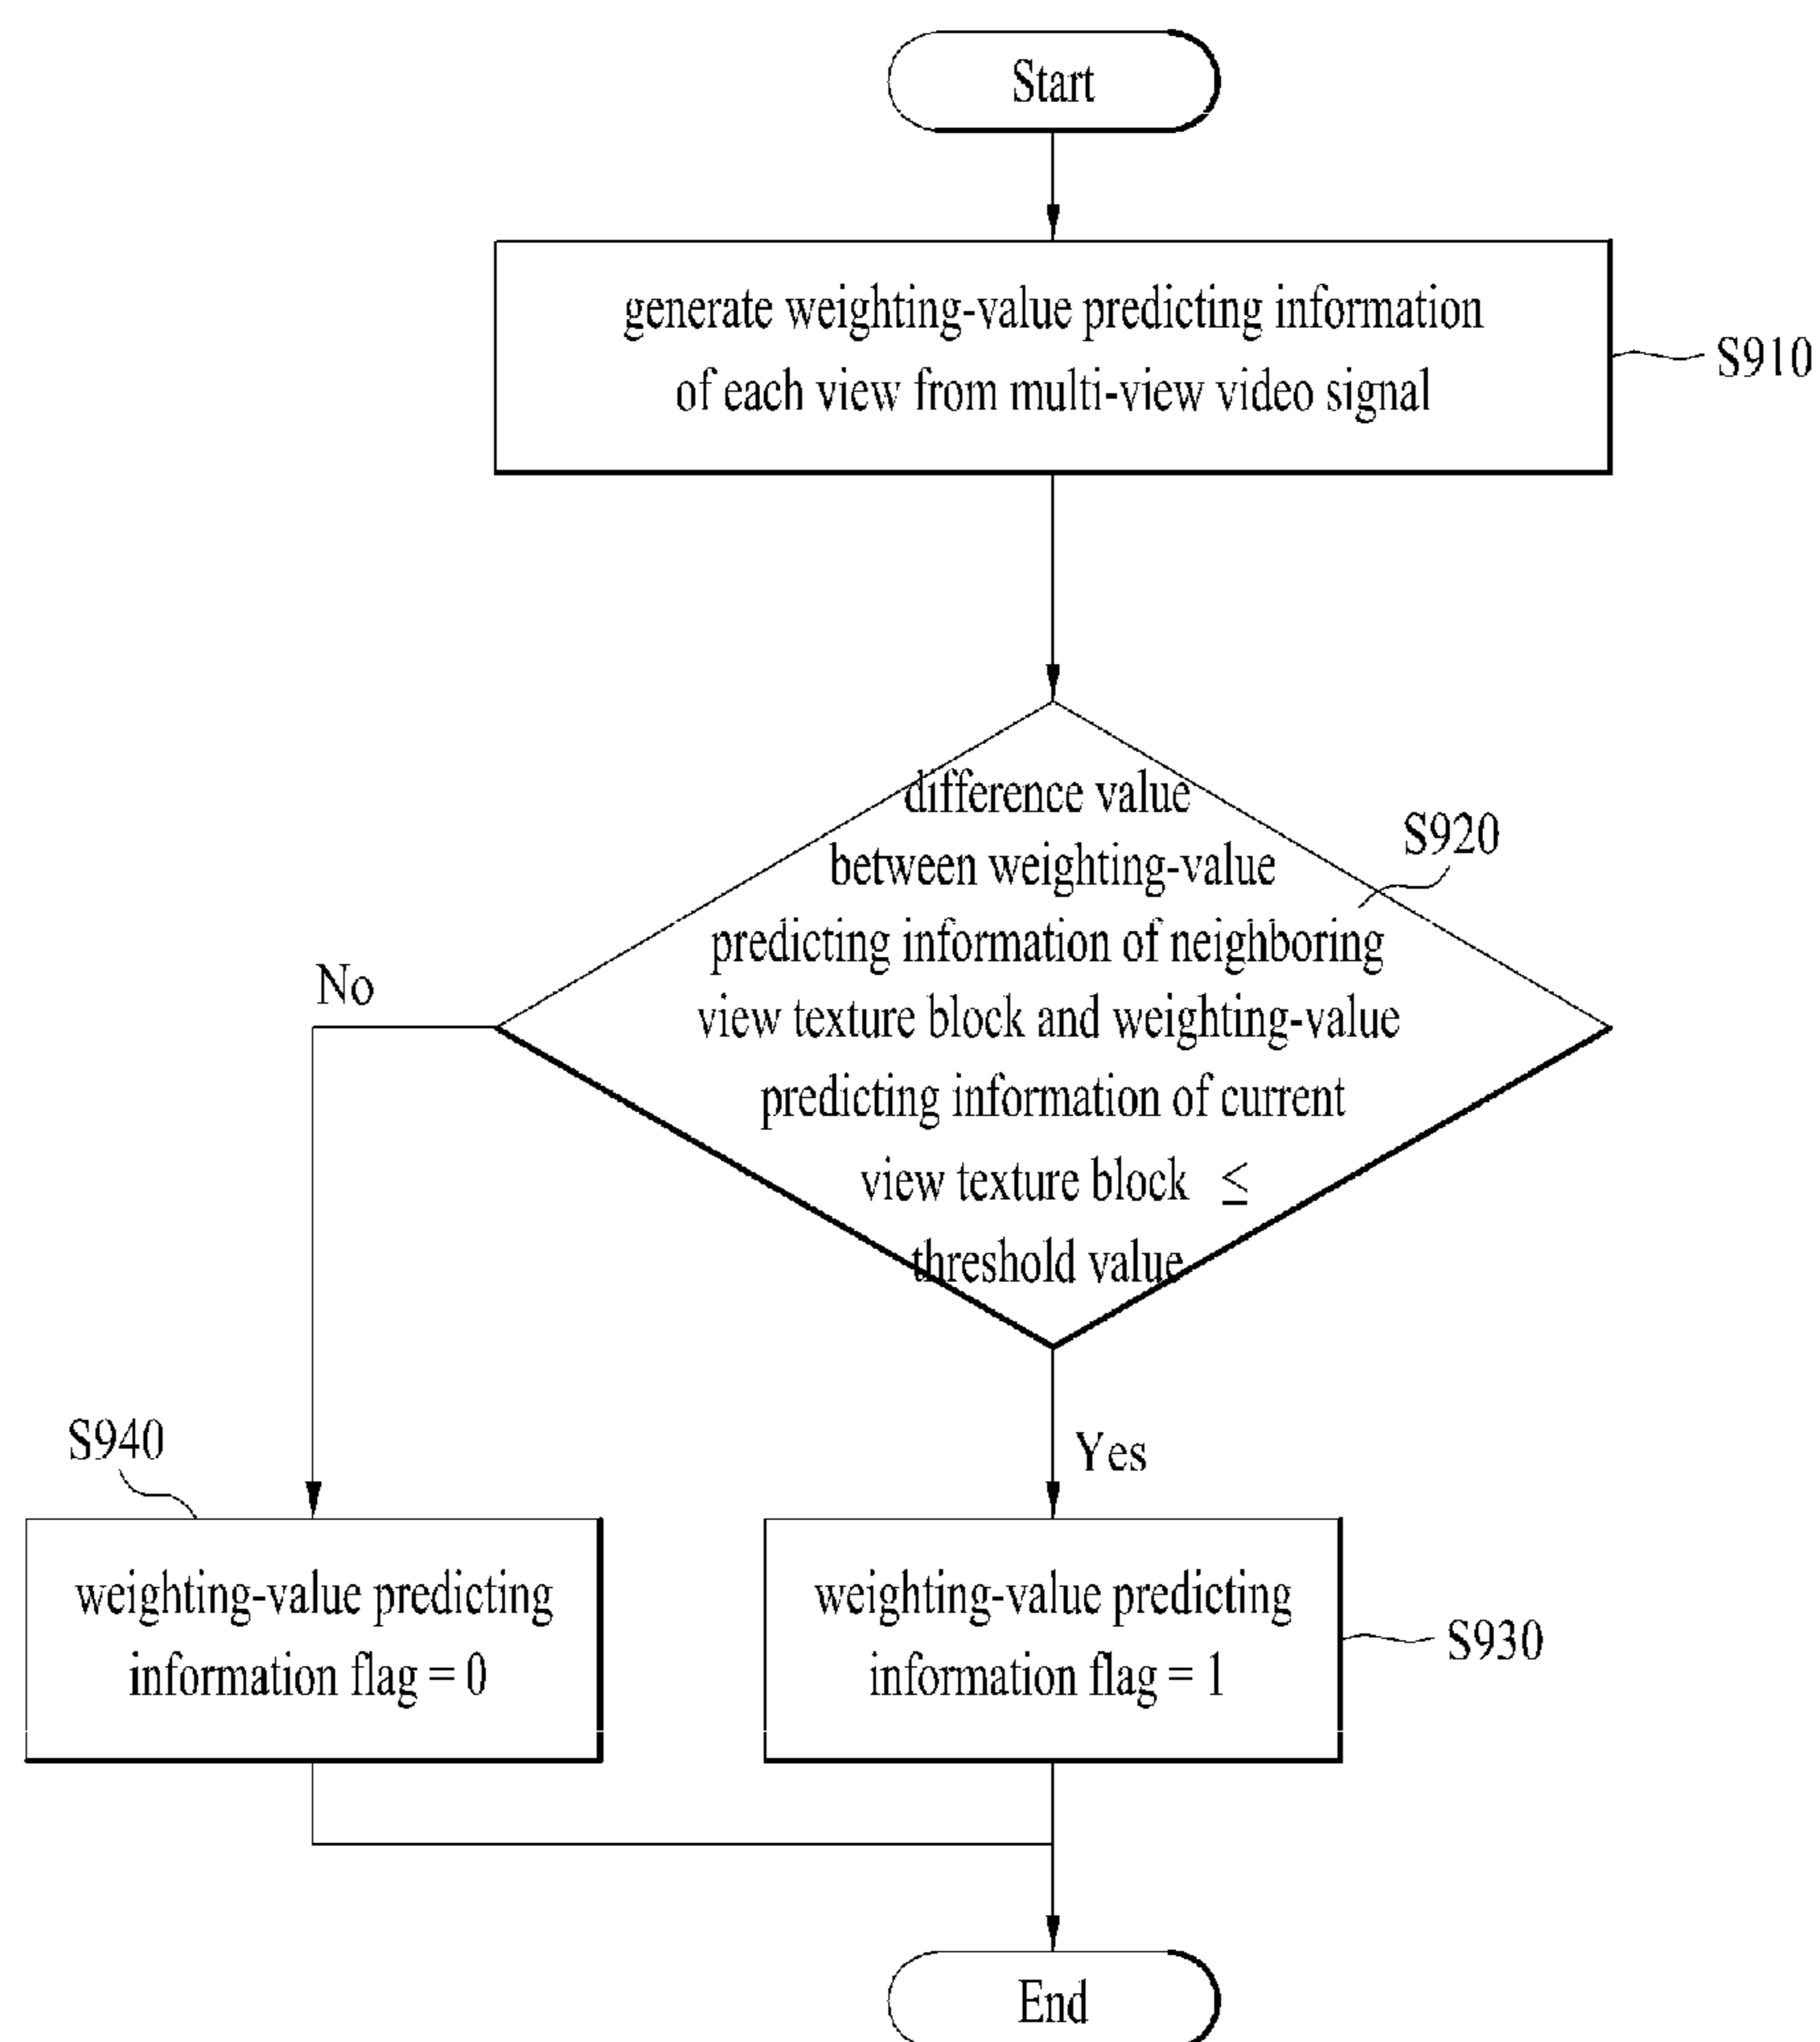 Start
generate weighting-value predicting information
of each view from multi-view video signal
S910
difference value
between weighting-value
predicting information of neighboring
view texture block and weighting-value
predicting information of current
view texture block ≤
threshold value
S920
No
Yes
S940
weighting-value predicting
information flag = 0
weighting-value predicting
information flag = 1
S930
End